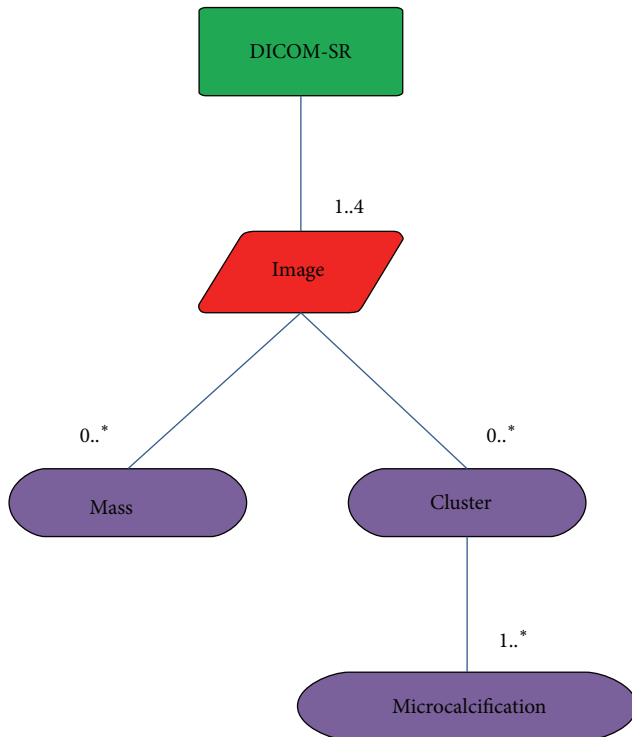 DICOM-SR
1..4
Image
0..*
0..*
Mass
Cluster
1..*
Microcalcification